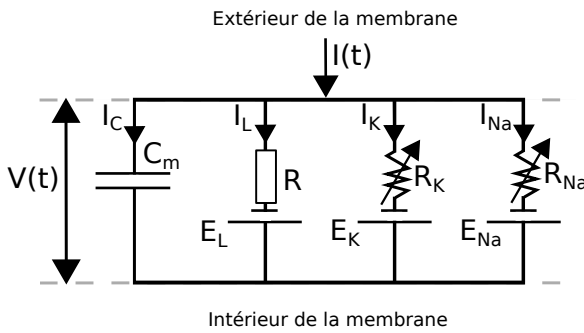 Extérieur de la membrane
I(t)
I_C I_L I_K I_Na
V(t) C_m R R_K R_Na
E_L E_K E_Na
Intérieur de la membrane